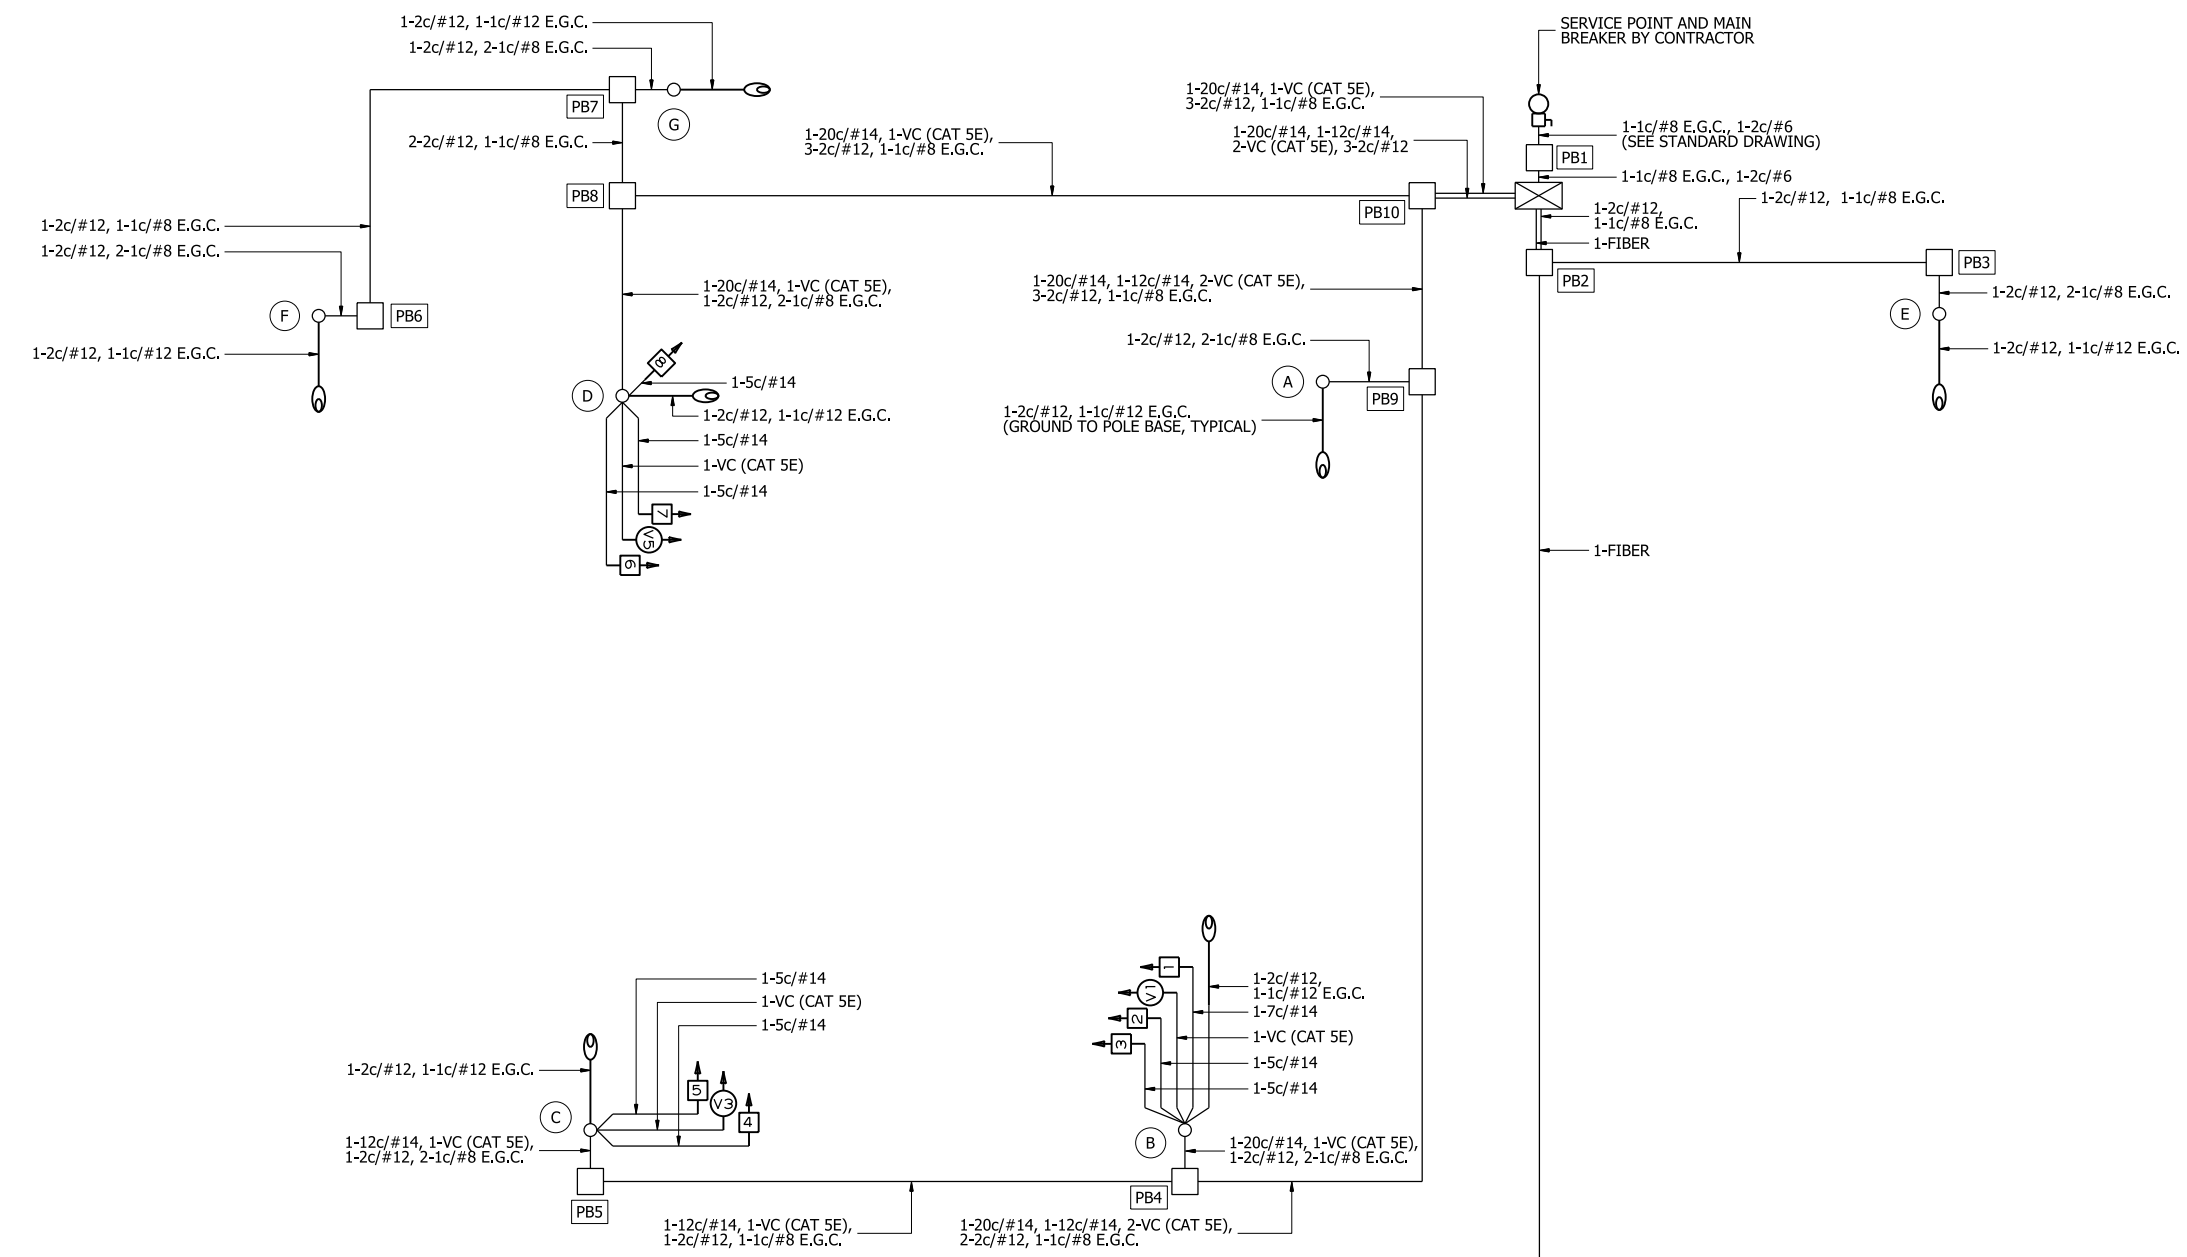 1-2c/#12, 1-1c/#12 E.G.C.
1-2c/#12, 2-1c/#8 E.G.C.
PB7
G
2-2c/#12, 1-1c/#8 E.G.C.
PB8
1-20c/#14, 1-VC (CAT 5E),
3-2c/#12, 1-1c/#8 E.G.C.
1-20c/#14, 1-VC (CAT 5E),
3-2c/#12, 1-1c/#8 E.G.C.
1-20c/#14, 1-12c/#14,
2-VC (CAT 5E), 3-2c/#12
PB10
SERVICE POINT AND MAIN
BREAKER BY CONTRACTOR
1-1c/#8 E.G.C., 1-2c/#6
(SEE STANDARD DRAWING)
PB1
1-1c/#8 E.G.C., 1-2c/#6
1-2c/#12,
1-1c/#8 E.G.C.
1-FIBER
1-2c/#12, 1-1c/#8 E.G.C.
PB2
PB3
1-2c/#12, 2-1c/#8 E.G.C.
E
1-2c/#12, 1-1c/#12 E.G.C.
1-2c/#12, 1-1c/#8 E.G.C.
1-2c/#12, 2-1c/#8 E.G.C.
F
PB6
1-2c/#12, 1-1c/#12 E.G.C.
1-20c/#14, 1-VC (CAT 5E),
1-2c/#12, 2-1c/#8 E.G.C.
8
D
1-5c/#14
1-2c/#12, 1-1c/#12 E.G.C.
1-5c/#14
1-VC (CAT 5E)
1-5c/#14
7
V5
6
1-20c/#14, 1-12c/#14, 2-VC (CAT 5E),
3-2c/#12, 1-1c/#8 E.G.C.
1-2c/#12, 2-1c/#8 E.G.C.
A
PB9
1-2c/#12, 1-1c/#12 E.G.C.
(GROUND TO POLE BASE, TYPICAL)
1-FIBER
1-5c/#14
1-VC (CAT 5E)
1-5c/#14
1-2c/#12, 1-1c/#12 E.G.C.
5
V3
4
C
1-12c/#14, 1-VC (CAT 5E),
1-2c/#12, 2-1c/#8 E.G.C.
PB5
1
V1
2
3
1-2c/#12,
1-1c/#12 E.G.C.
1-7c/#14
1-VC (CAT 5E)
1-5c/#14
1-5c/#14
B
1-20c/#14, 1-VC (CAT 5E),
1-2c/#12, 2-1c/#8 E.G.C.
PB4
1-12c/#14, 1-VC (CAT 5E),
1-2c/#12, 1-1c/#8 E.G.C.
1-20c/#14, 1-12c/#14, 2-VC (CAT 5E),
2-2c/#12, 1-1c/#8 E.G.C.